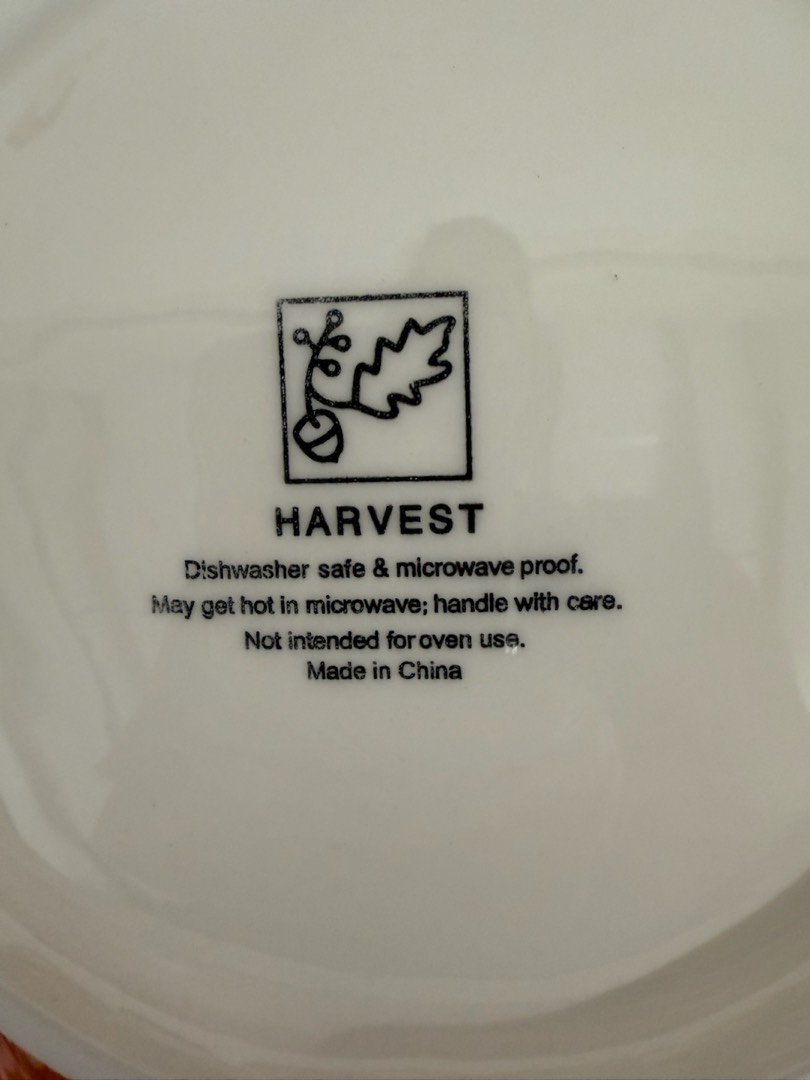 HARVEST
Dishwasher safe & microwave proof.
May get hot in microwave; handle with care.
Not intended for oven use.
Made in China